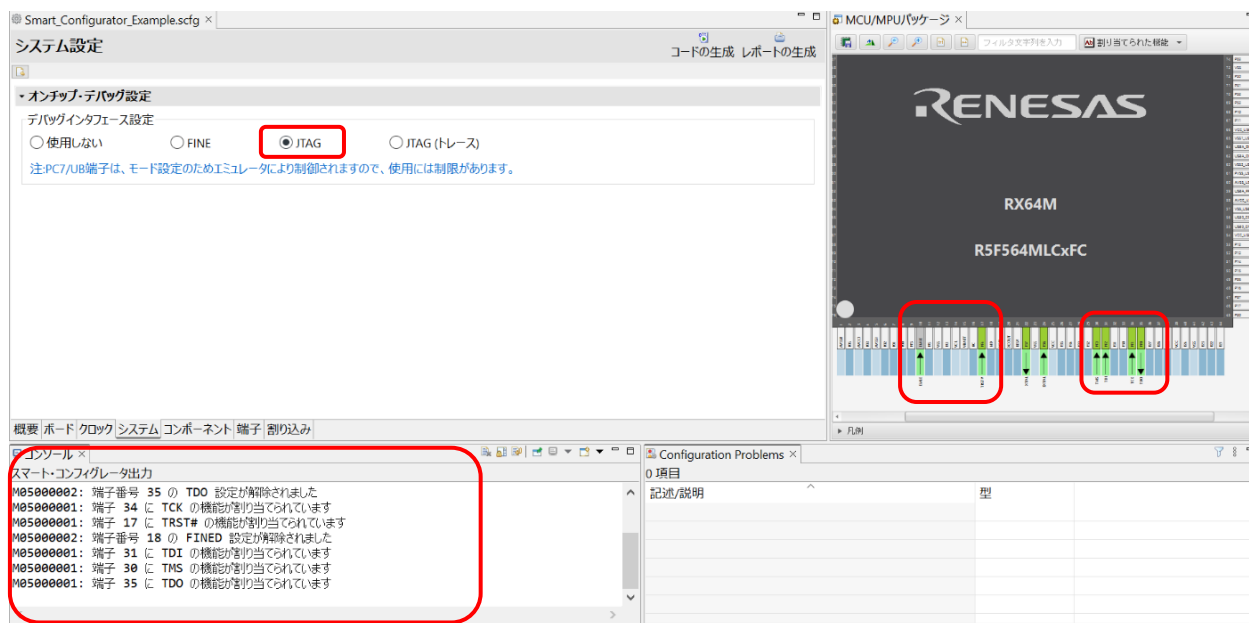 Smart_Configurator_Example.scfg
システム設定
コードの生成 レポートの生成
オンチップ・デバッグ設定
デバッグインタフェース設定
使用しない FINE JTAG JTAG (トレース)
注:PC7/UB端子は、モード設定のためエミュレータにより制御されますので、使用には制限があります。
概要 ボード クロック システム コンポーネント 端子 割り込み
MCU/MPUパッケージ
フィルタ文字列を入力 割り当てられた機能
RENESAS
RX64M
R5F564MLCxFC
凡例
コンソール
スマート・コンフィグレータ出力
M05000002: 端子番号 35 の TDO 設定が解除されました
M05000001: 端子 34 に TCK の機能が割り当てられています
M05000001: 端子 17 に TRST# の機能が割り当てられています
M05000002: 端子番号 18 の FINED 設定が解除されました
M05000001: 端子 31 に TDI の機能が割り当てられています
M05000001: 端子 30 に TMS の機能が割り当てられています
M05000001: 端子 35 に TDO の機能が割り当てられています
Configuration Problems
0 項目
記述/説明 型